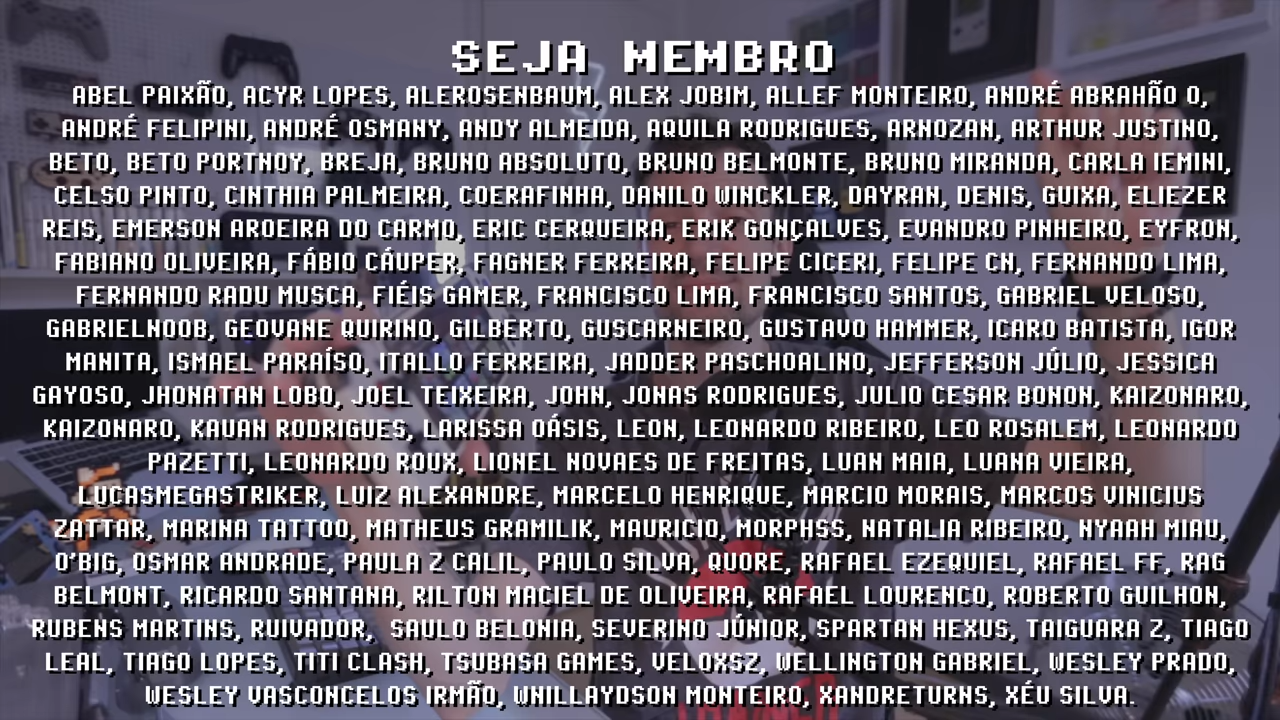 SEJA MEMBRO
ABEL PAIXÃO, ACYR LOPES, ALEROSENBAUM, ALEX JOBIM, ALLEF MONTEIRO, ANDRÉ ABRAHÃO O,
ANDRÉ FELIPINI, ANDRÉ OSMANY, ANDY ALMEIDA, AQUILA RODRIGUES, ARNOZAN, ARTHUR JUSTINO,
BETO, BETO PORTNOY, BREJA, BRUNO ABSOLUTO, BRUNO BELMONTE, BRUNO MIRANDA, CARLA IEMINI,
CELSO PINTO, CINTHIA PALMEIRA, COERAFINHA, DANILO WINCKLER, DAYRAN, DENIS, GUIXA, ELIEZER
REIS, EMERSON AROEIRA DO CARMO, ERIC CERQUEIRA, ERIK GONÇALVES, EVANDRO PINHEIRO, EYFRON,
FABIANO OLIVEIRA, FÁBIO CÁUPER, FAGNER FERREIRA, FELIPE CICERI, FELIPE CN, FERNANDO LIMA,
FERNANDO RADU MUSCA, FIÉIS GAMER, FRANCISCO LIMA, FRANCISCO SANTOS, GABRIEL VELOSO,
GABRIELNOOB, GEOVANE QUIRINO, GILBERTO, GUSCARNEIRO, GUSTAVO HAMMER, ICARO BATISTA, IGOR
MANITA, ISMAEL PARAÍSO, ITALLO FERREIRA, JADDER PASCHOALINO, JEFFERSON JÚLIO, JESSICA
GAYOSO, JHONATAN LOBO, JOEL TEIXEIRA, JOHN, JONAS RODRIGUES, JULIO CESAR BONON, KAIZONARO,
KAIZONARO, KAUAN RODRIGUES, LARISSA OÁSIS, LEON, LEONARDO RIBEIRO, LEO ROSALEM, LEONARDO
PAZETTI, LEONARDO ROUX, LIONEL NOVAES DE FREITAS, LUAN MAIA, LUANA VIEIRA,
LUCASMEGASTRIKER, LUIZ ALEXANDRE, MARCELO HENRIQUE, MARCIO MORAIS, MARCOS VINICIUS
ZATTAR, MARINA TATTOO, MATHEUS GRAMILIK, MAURICIO, MORPHSS, NATALIA RIBEIRO, NYAAH MIAU,
O'BIG, OSMAR ANDRADE, PAULA Z CALIL, PAULO SILVA, QUORE, RAFAEL EZEQUIEL, RAFAEL FF, RAG
BELMONT, RICARDO SANTANA, RILTON MACIEL DE OLIVEIRA, RAFAEL LOURENCO, ROBERTO GUILHON,
RUBENS MARTINS, RUIVADOR, SAULO BELONIA, SEVERINO JÚNIOR, SPARTAN HEXUS, TAIGUARA Z, TIAGO
LEAL, TIAGO LOPES, TITI CLASH, TSUBASA GAMES, VELOXSZ, WELLINGTON GABRIEL, WESLEY PRADO,
WESLEY VASCONCELOS IRMÃO, WNILLAYDSON MONTEIRO, XANDRETURNS, XÉU SILVA.